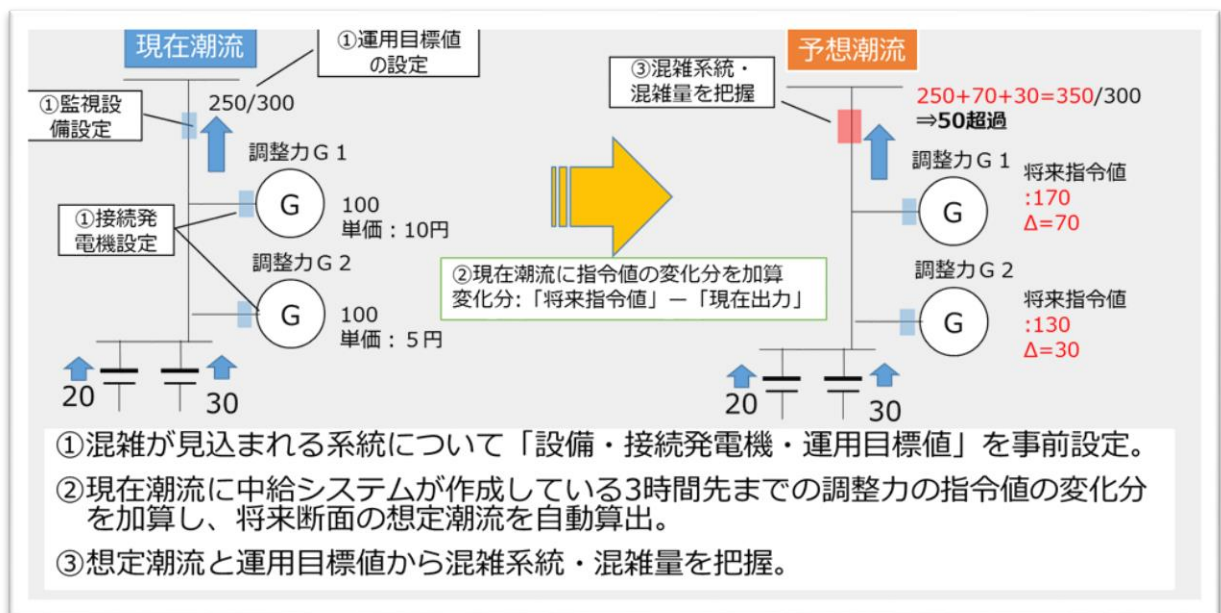 現在潮流
①運用目標値
の設定
①監視設
備設定
250/300
調整力G 1
G
100
単価：10円
①接続発
電機設定
調整力G 2
G
100
単価：5円
20
30
②現在潮流に指令値の変化分を加算
変化分:「将来指令値」－「現在出力」
予想潮流
③混雑系統・
混雑量を把握
250+70+30=350/300
⇒50超過
調整力G 1
G
将来指令値
:170
Δ=70
調整力G 2
G
将来指令値
:130
Δ=30
20
30
①混雑が見込まれる系統について「設備・接続発電機・運用目標値」を事前設定。
②現在潮流に中給システムが作成している3時間先までの調整力の指令値の変化分
を加算し、将来断面の想定潮流を自動算出。
③想定潮流と運用目標値から混雑系統・混雑量を把握。